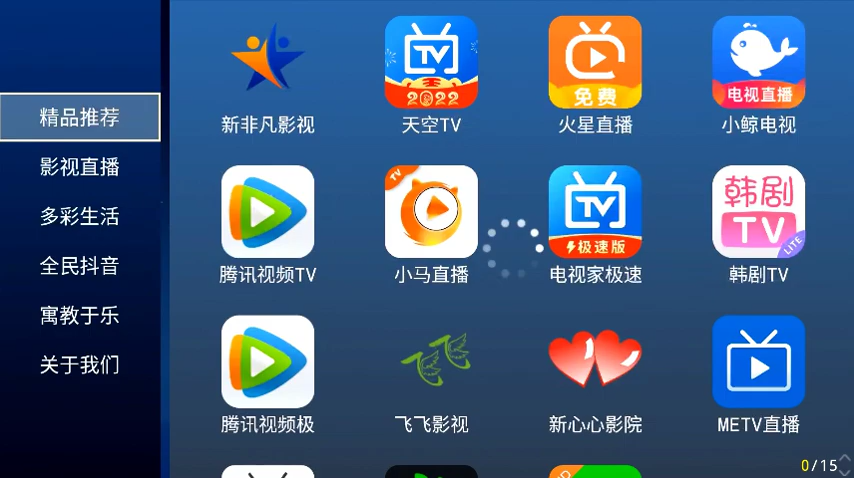 精品推荐
影视直播
多彩生活
全民抖音
寓教于乐
关于我们
新非凡影视
TV
2022
天空TV
免费
火星直播
电视直播
小鲸电视
腾讯视频TV
TV
小马直播
TV
极速版
电视家极速
韩剧
TV
LITE
韩剧TV
腾讯视频极
飞飞影视
新心心影院
METV直播
0/15